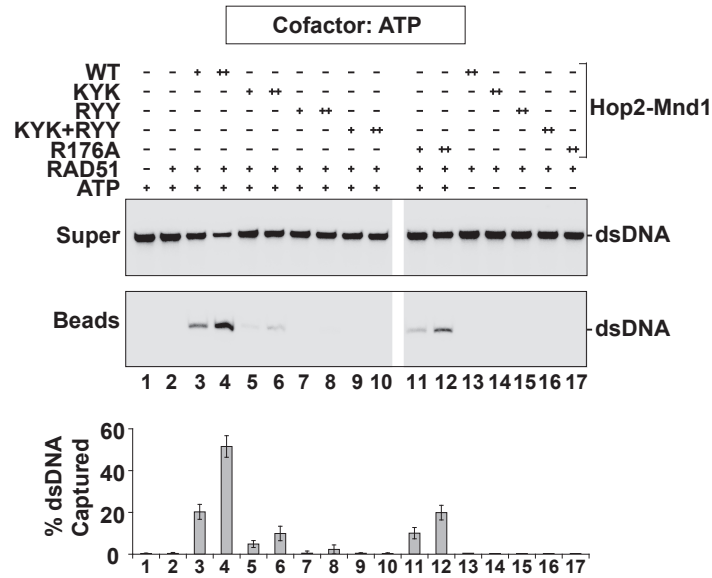 Cofactor: ATP
WT – – + ++ – – – – – – – – ++ – – – –
KYK – – – – + ++ – – – – – – – ++ – – –
RYY – – – – – – + ++ – – – – – – ++ – –
Hop2-Mnd1
KYK+RYY – – – – – – – – + ++ – – – – – ++ –
R176A – – – – – – – – – – + ++ – – – – ++
RAD51 – + + + + + + + + + + + + + + + +
ATP + + + + + + + + + + + + – – – – –
Super -dsDNA
Beads -dsDNA
1 2 3 4 5 6 7 8 9 10 11 12 13 14 15 16 17
% dsDNA
Captured
60
40
20
0
1 2 3 4 5 6 7 8 9 10 11 12 13 14 15 16 17